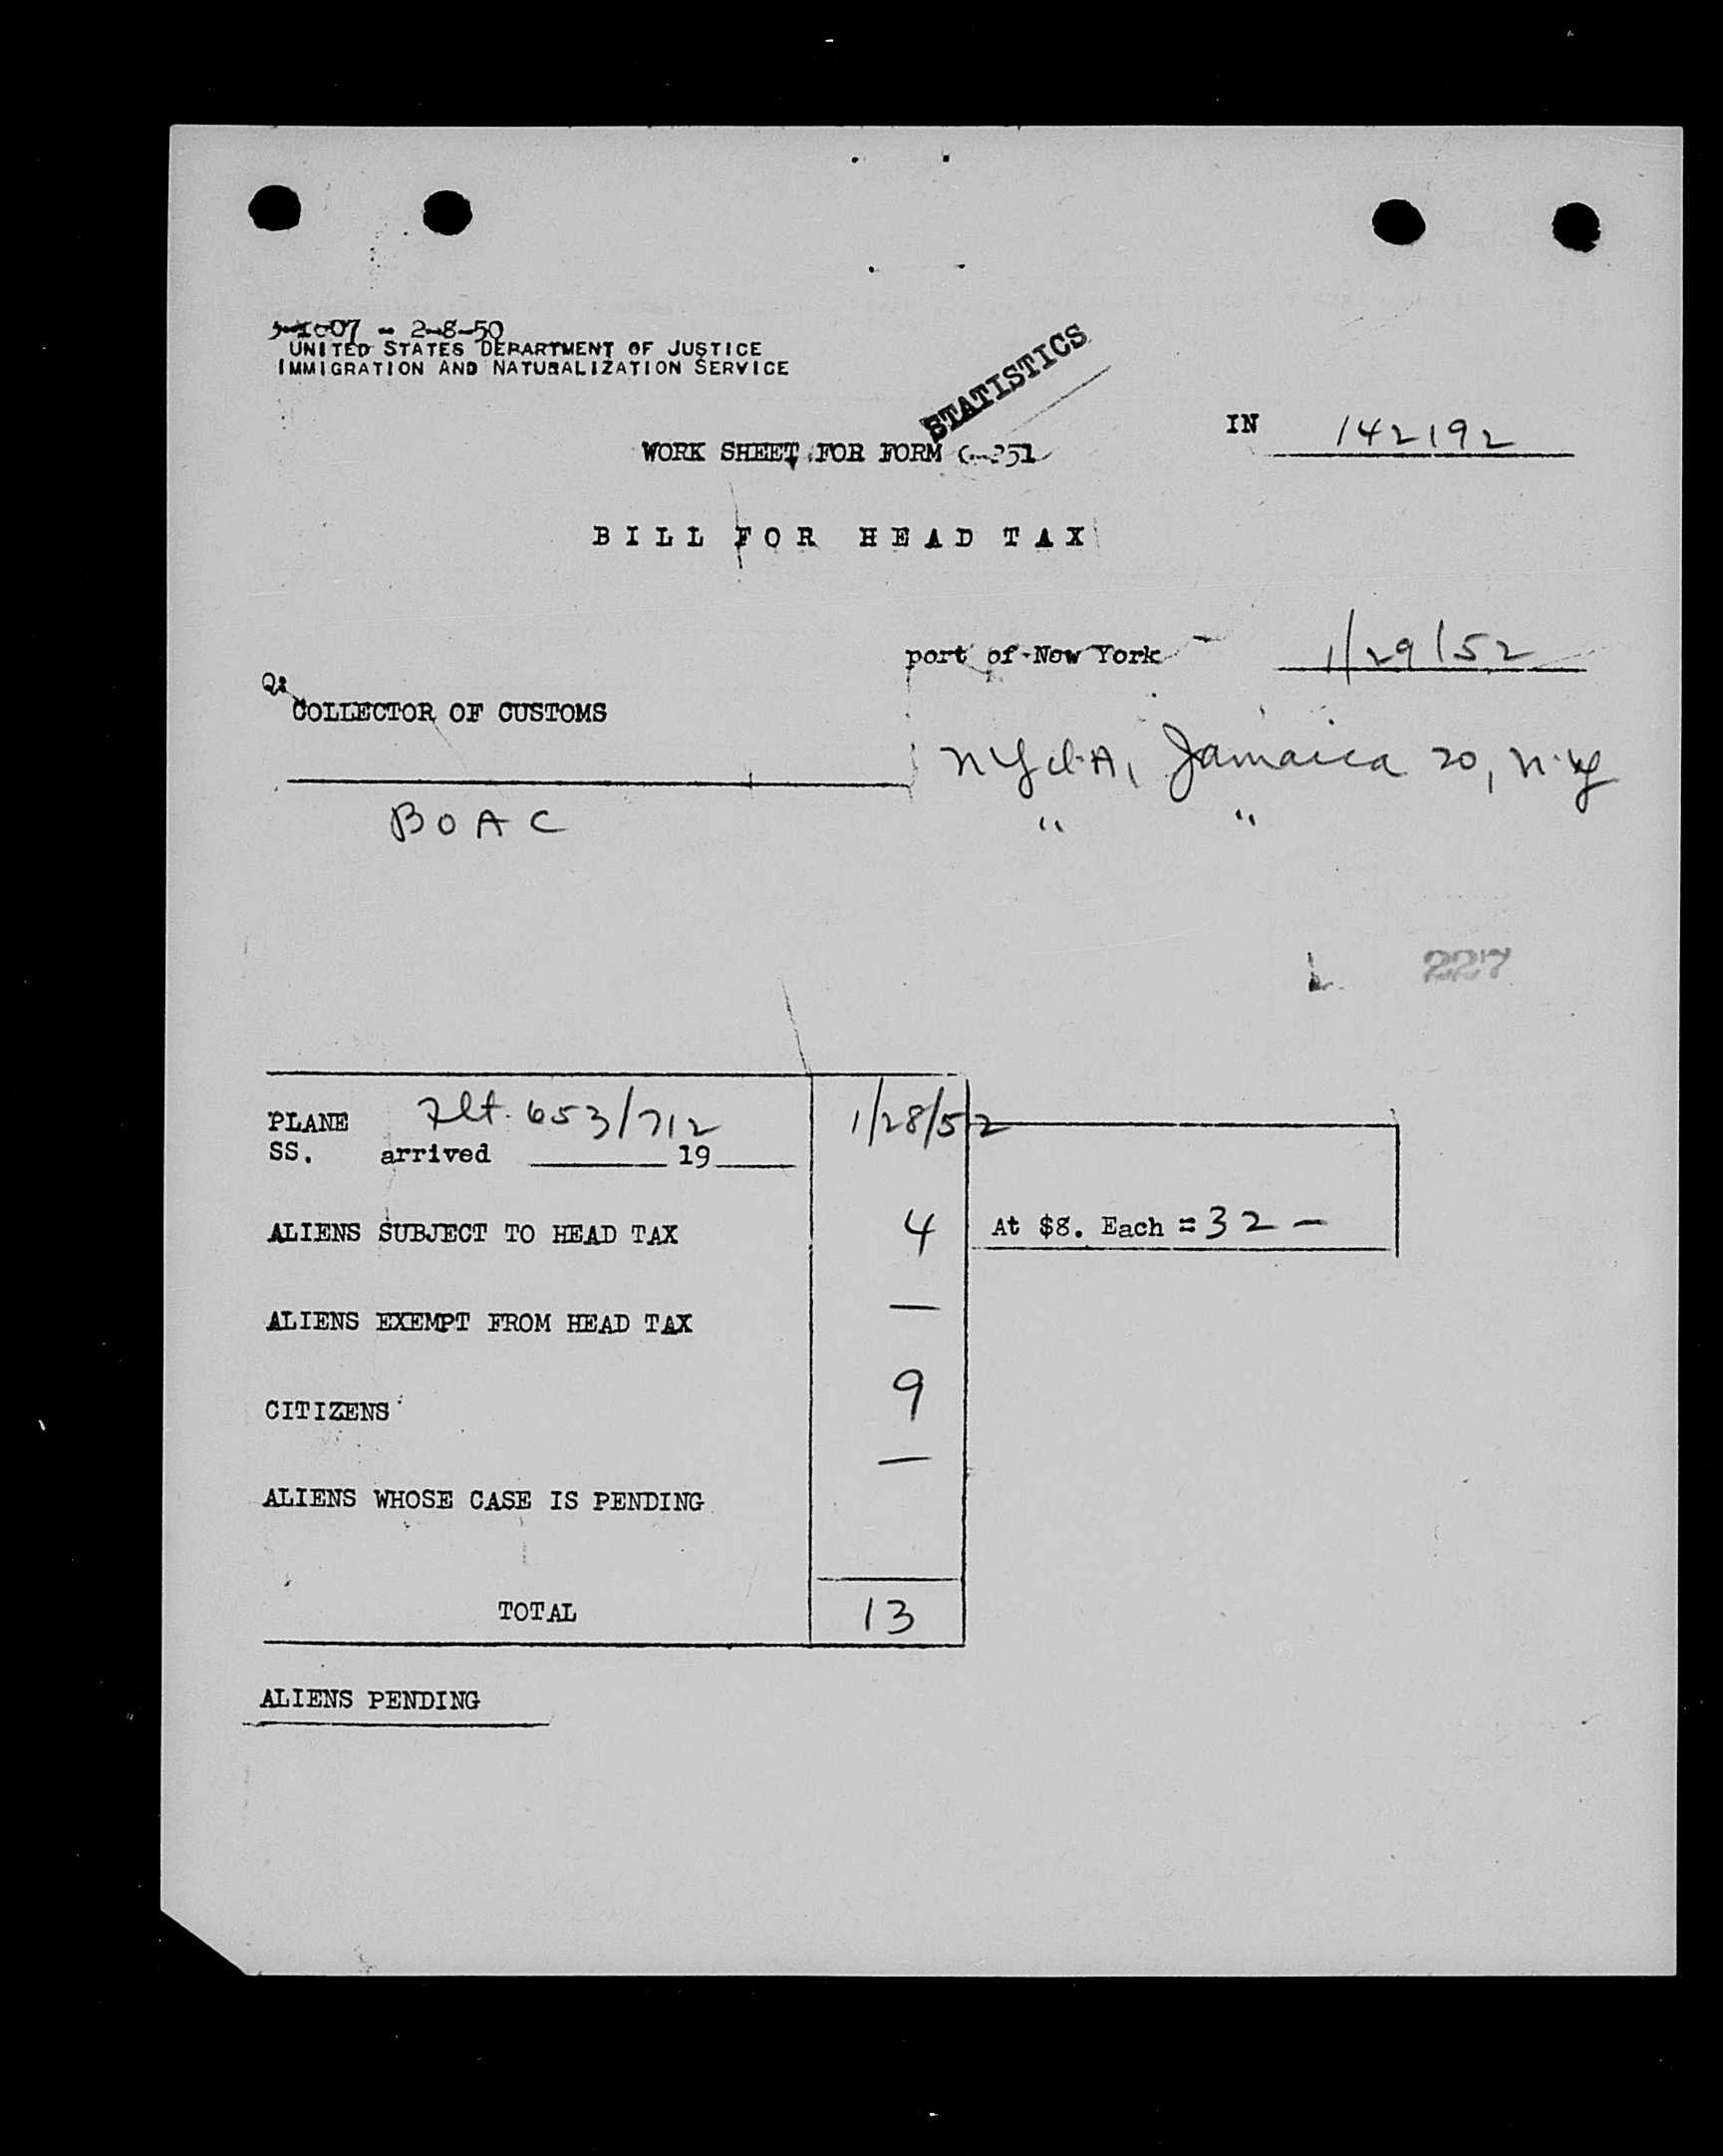 - 2-8-50
UNITED STATES DEPARTMENT OF JUSTICE
IMMIGRATION AND NATURALIZATION SERVICE
STATISTICS
IN 142192
WORK SHEET FOR FORM G-251
BILL FOR HEAD TAX
port of New York 1/29/52
COLLECTOR OF CUSTOMS
Jamaica 20, N.Y
BOAC " "
227
PLANE Flt. 653/712 1/28/52
SS. arrived 19
ALIENS SUBJECT TO HEAD TAX 4 At $8. Each = 32 —
ALIENS EXEMPT FROM HEAD TAX —
CITIZENS 9
ALIENS WHOSE CASE IS PENDING —
TOTAL 13
ALIENS PENDING